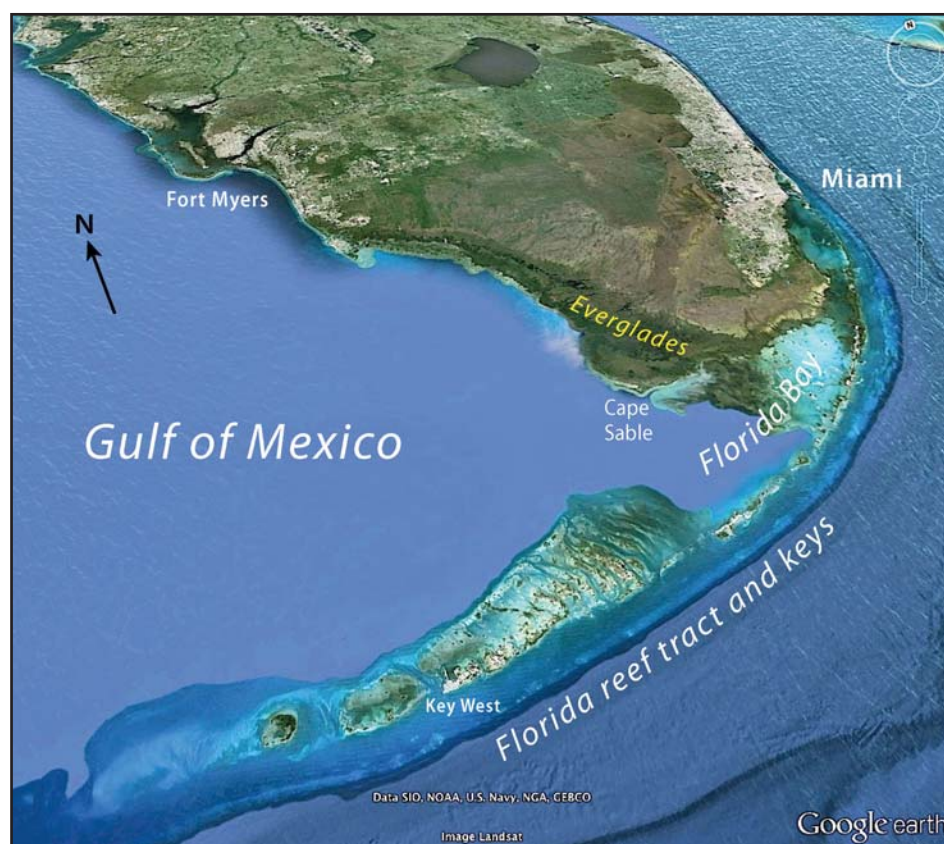 N
Miami
Fort Myers
N
Everglades
Cape
Sable
Florida Bay
Gulf of Mexico
Florida reef tract and keys
Key West
Data SIO, NOAA, U.S. Navy, NGA, GEBCO
Image Landsat
Google earth